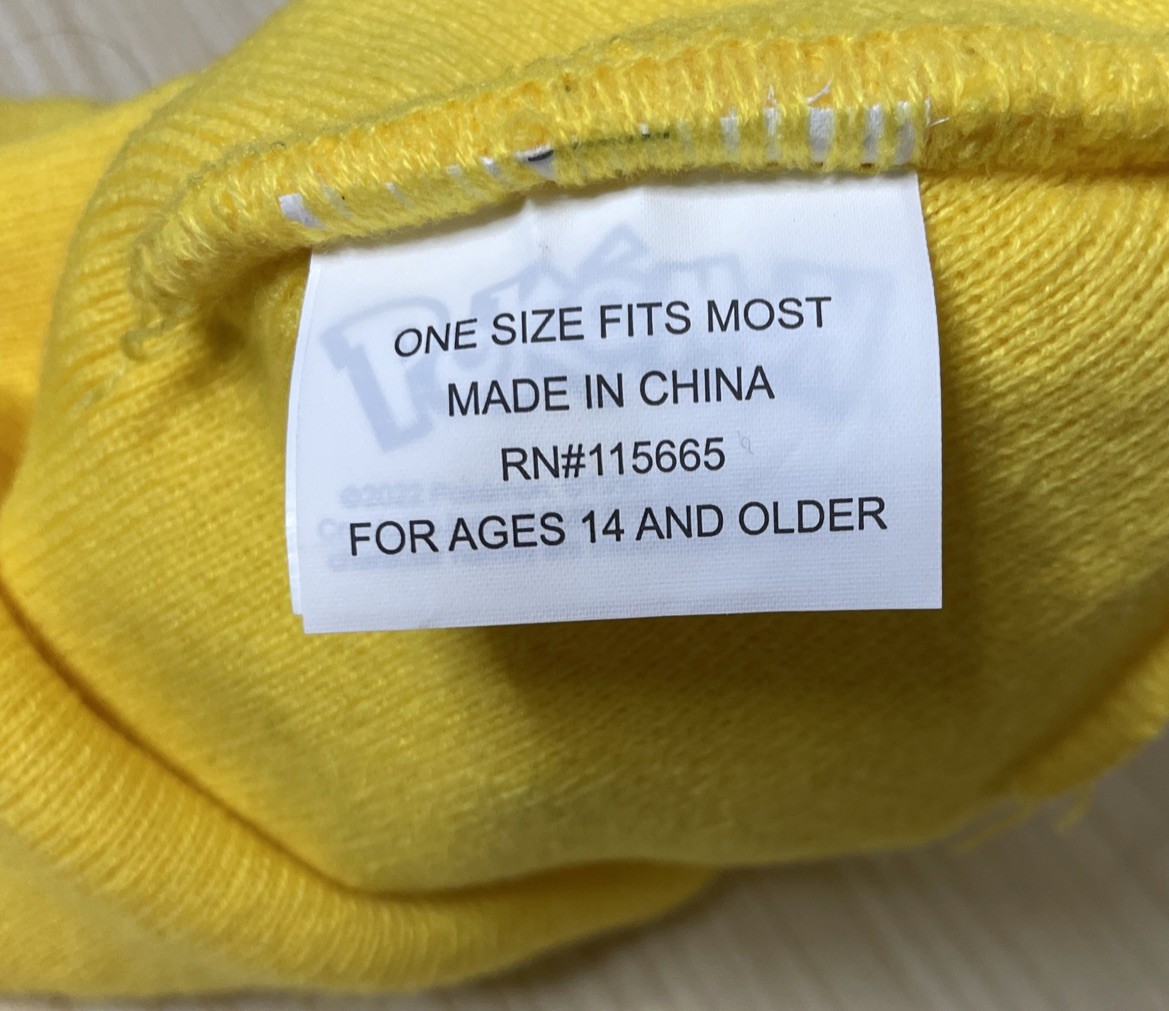 ONE SIZE FITS MOST
MADE IN CHINA
RN#115665
FOR AGES 14 AND OLDER